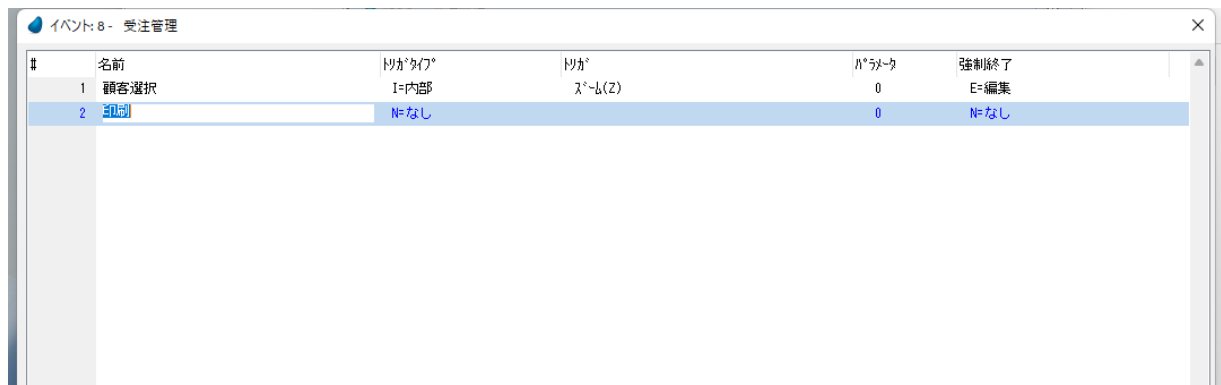 イベント: 8 - 受注管理
# 名前 ﾄﾘｶﾞﾀｲﾌﾟ ﾄﾘｶﾞ ﾊﾟﾗﾒｰﾀ 強制終了
1 顧客選択 I=内部 ｽﾞｰﾑ(Z) 0 E=編集
2 印刷 N=なし 0 N=なし